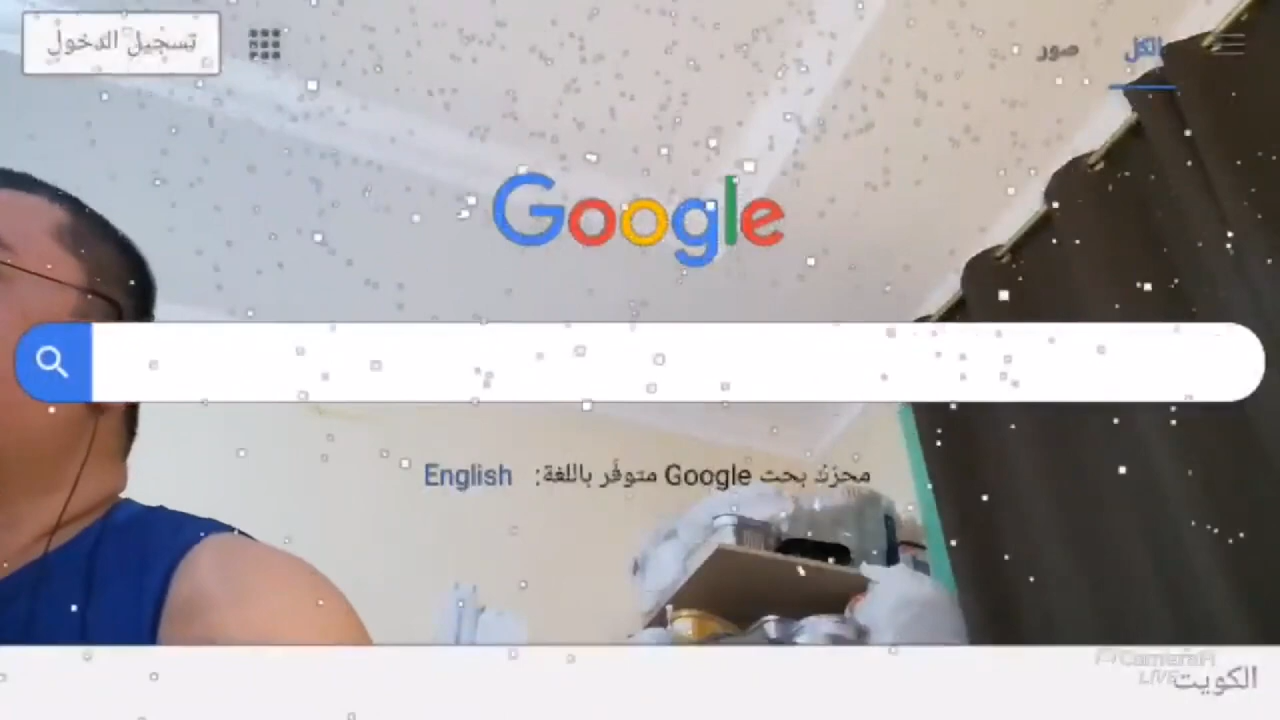 الكل صور تسجيل الدخول
Google
محرّك بحث Google متوفّر باللغة: English
CameraFi
LIVE
الكويت